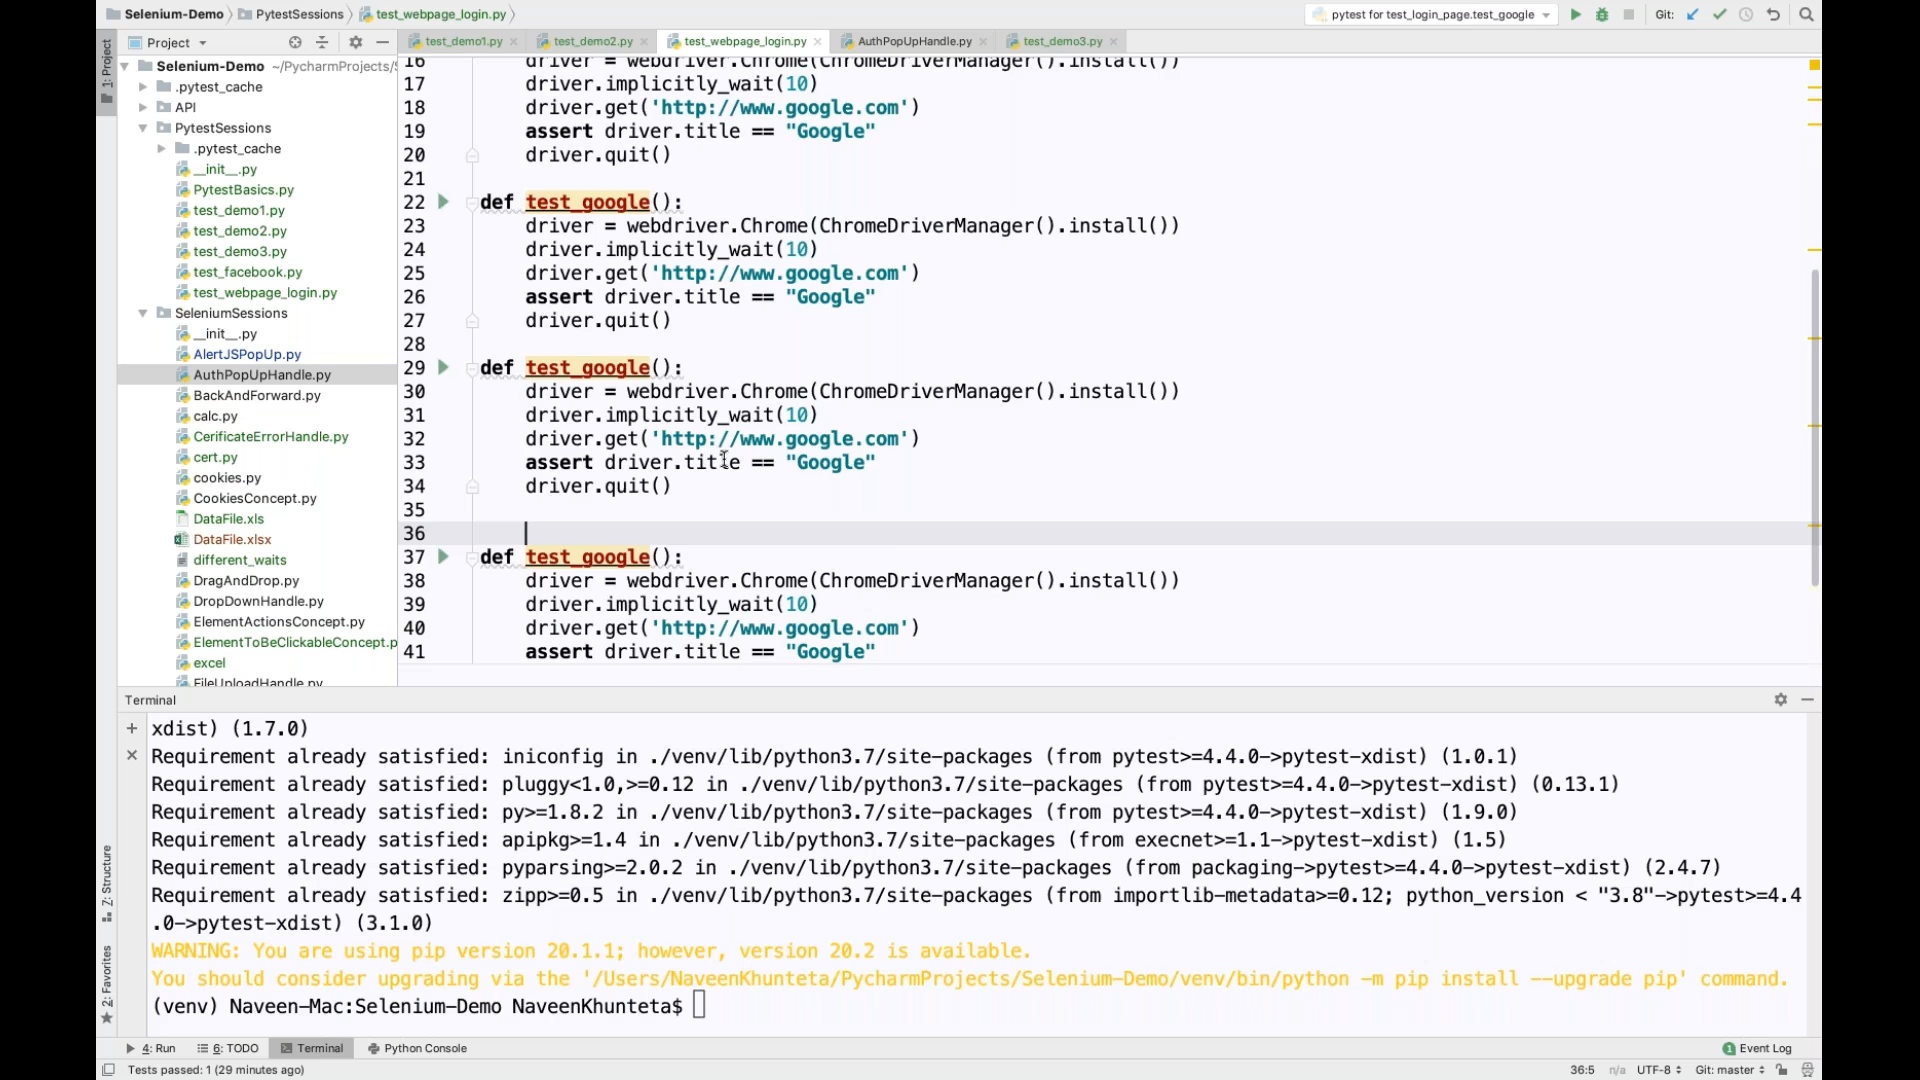 Selenium-Demo PytestSessions test_webpage_login.py pytest for test_login_page.test_google Git:
Project test_demo1.py test_demo2.py test_webpage_login.py AuthPopUpHandle.py test_demo3.py
1: Project
Selenium-Demo ~/PycharmProjects/S
.pytest_cache
API
PytestSessions
.pytest_cache
__init__.py
PytestBasics.py
test_demo1.py
test_demo2.py
test_demo3.py
test_facebook.py
test_webpage_login.py
SeleniumSessions
__init__.py
AlertJSPopUp.py
AuthPopUpHandle.py
BackAndForward.py
calc.py
CerificateErrorHandle.py
cert.py
cookies.py
CookiesConcept.py
DataFile.xls
DataFile.xlsx
different_waits
DragAndDrop.py
DropDownHandle.py
ElementActionsConcept.py
ElementToBeClickableConcept.p
excel
FileUploadHandle.py
16 driver = webdriver.Chrome(ChromeDriverManager().install())
17 driver.implicitly_wait(10)
18 driver.get('http://www.google.com')
19 assert driver.title == "Google"
20 driver.quit()
21
22 def test_google():
23 driver = webdriver.Chrome(ChromeDriverManager().install())
24 driver.implicitly_wait(10)
25 driver.get('http://www.google.com')
26 assert driver.title == "Google"
27 driver.quit()
28
29 def test_google():
30 driver = webdriver.Chrome(ChromeDriverManager().install())
31 driver.implicitly_wait(10)
32 driver.get('http://www.google.com')
33 assert driver.title == "Google"
34 driver.quit()
35
36
37 def test_google():
38 driver = webdriver.Chrome(ChromeDriverManager().install())
39 driver.implicitly_wait(10)
40 driver.get('http://www.google.com')
41 assert driver.title == "Google"
Terminal
xdist) (1.7.0)
Requirement already satisfied: iniconfig in ./venv/lib/python3.7/site-packages (from pytest>=4.4.0->pytest-xdist) (1.0.1)
Requirement already satisfied: pluggy<1.0,>=0.12 in ./venv/lib/python3.7/site-packages (from pytest>=4.4.0->pytest-xdist) (0.13.1)
Requirement already satisfied: py>=1.8.2 in ./venv/lib/python3.7/site-packages (from pytest>=4.4.0->pytest-xdist) (1.9.0)
Requirement already satisfied: apipkg>=1.4 in ./venv/lib/python3.7/site-packages (from execnet>=1.1->pytest-xdist) (1.5)
Requirement already satisfied: pyparsing>=2.0.2 in ./venv/lib/python3.7/site-packages (from packaging->pytest>=4.4.0->pytest-xdist) (2.4.7)
Requirement already satisfied: zipp>=0.5 in ./venv/lib/python3.7/site-packages (from importlib-metadata>=0.12; python_version < "3.8"->pytest>=4.4
.0->pytest-xdist) (3.1.0)
WARNING: You are using pip version 20.1.1; however, version 20.2 is available.
You should consider upgrading via the '/Users/NaveenKhunteta/PycharmProjects/Selenium-Demo/venv/bin/python -m pip install --upgrade pip' command.
(venv) Naveen-Mac:Selenium-Demo NaveenKhunteta$
Z: Structure
2: Favorites
4: Run 6: TODO Terminal Python Console 1 Event Log
Tests passed: 1 (29 minutes ago) 36:5 n/a UTF-8 Git: master